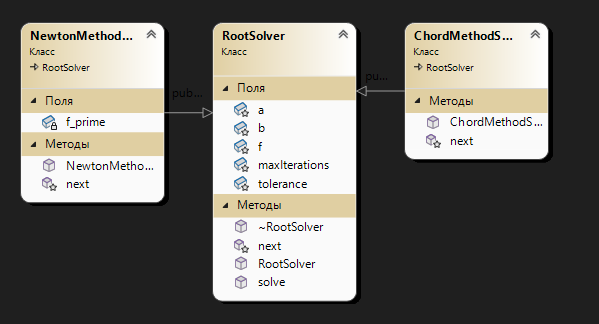 NewtonMethod...
Класс
RootSolver
Поля
f_prime
Методы
NewtonMetho...
next
pub...
RootSolver
Класс
Поля
a
b
f
maxIterations
tolerance
Методы
~RootSolver
next
RootSolver
solve
pu...
ChordMethodS...
Класс
RootSolver
Методы
ChordMethodS...
next